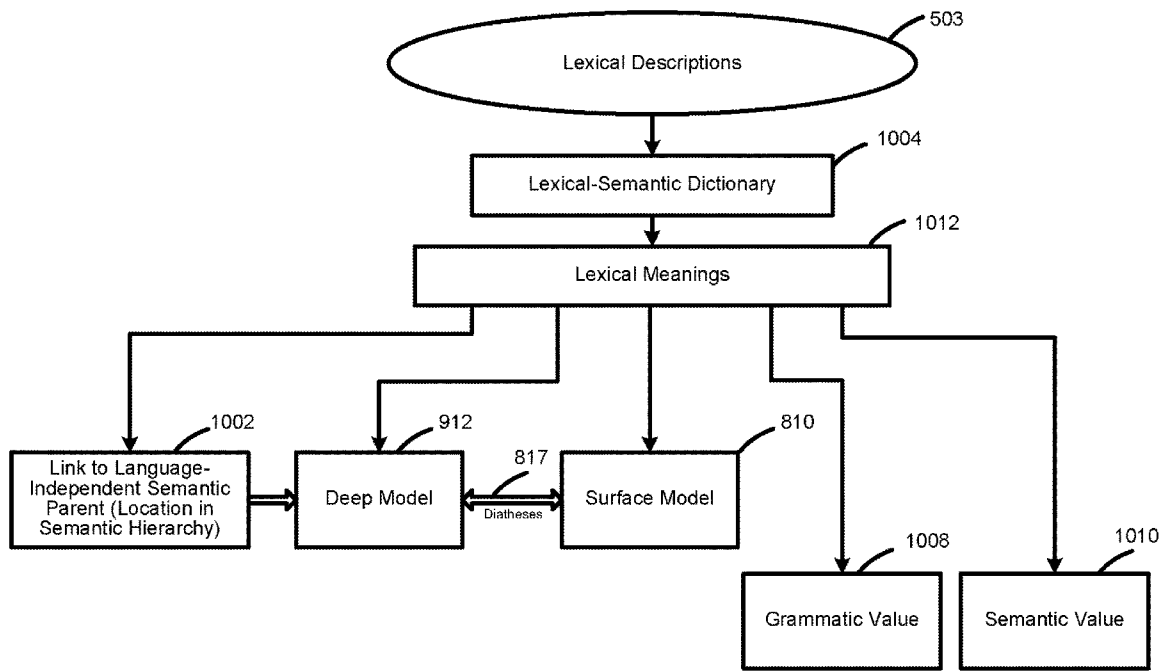 503
Lexical Descriptions
1004
Lexical-Semantic Dictionary
1012
Lexical Meanings
1002
Link to Language-
Independent Semantic
Parent (Location in
Semantic Hierarchy)
912
Deep Model
817
Diatheses
810
Surface Model
1008
Grammatic Value
1010
Semantic Value